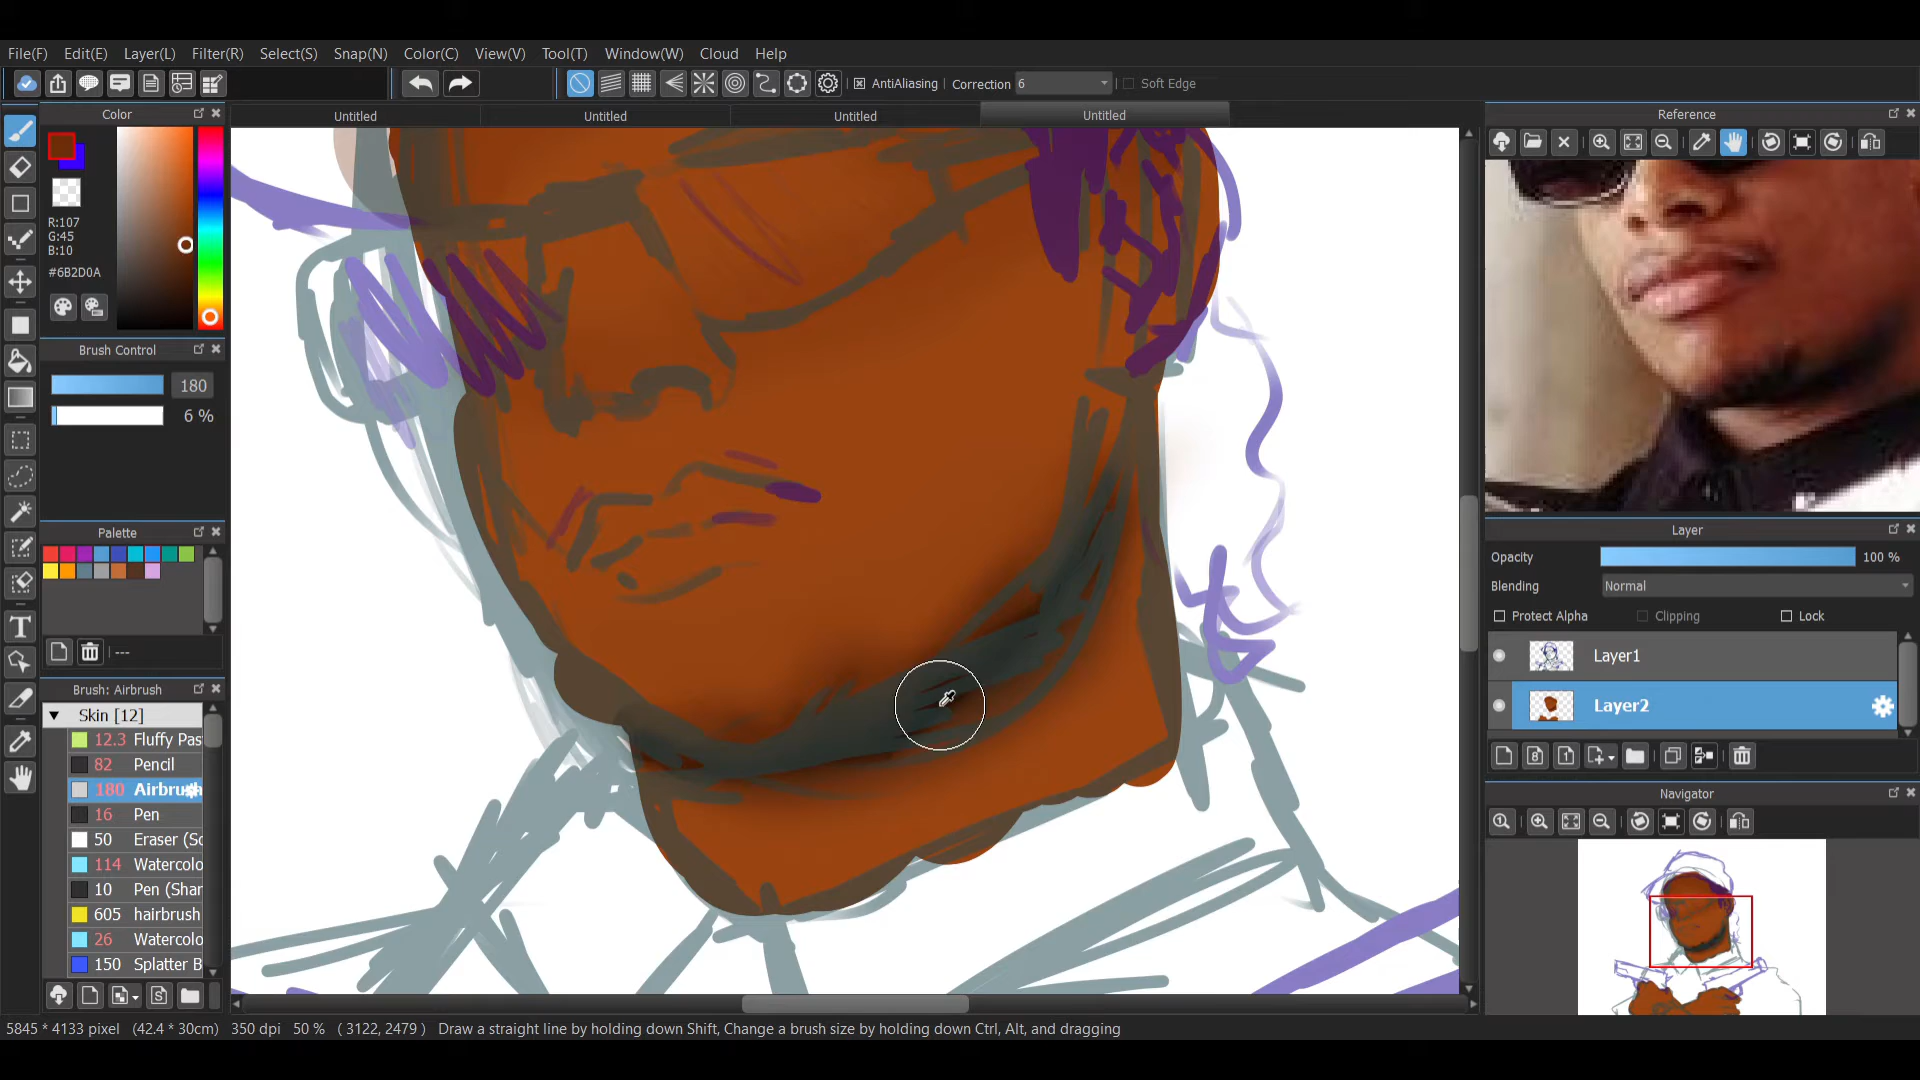 File(F) Edit(E) Layer(L) Filter(R) Select(S) Snap(N) Color(C) View(V) Tool(T) Window(W) Cloud Help
AntiAliasing Correction 6 Soft Edge
Color
Untitled Untitled Untitled Untitled
Reference
R:107
G:45
B:10
#6B2D0A
Brush Control
180
6 %
Palette
---
Brush: Airbrush
Skin [12]
12.3 Fluffy Pas
82 Pencil
180 Airbrush
16 Pen
50 Eraser (So
114 Watercolo
10 Pen (Shar
605 hairbrush
26 Watercolo
150 Splatter B
Layer
Opacity 100 %
Blending Normal
Protect Alpha Clipping Lock
Layer1
Layer2
Navigator
5845 * 4133 pixel (42.4 * 30cm) 350 dpi 50 % ( 3122, 2479 ) Draw a straight line by holding down Shift, Change a brush size by holding down Ctrl, Alt, and dragging